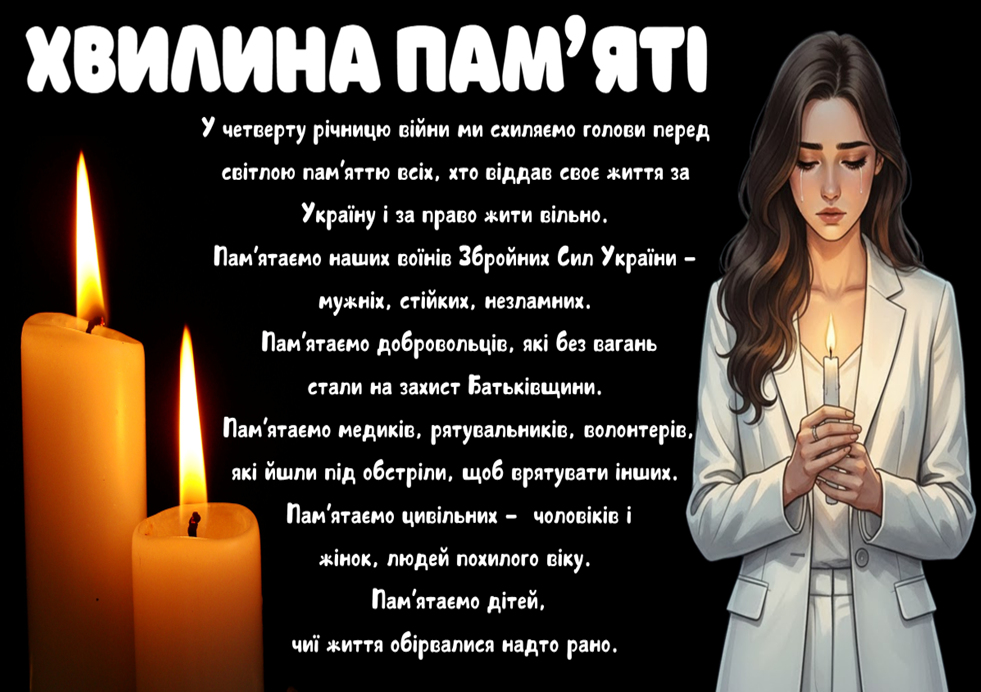 ХВИЛИНА ПАМ’ЯТІ
У четверту річницю війни ми схиляємо голови перед
світлою пам'яттю всіх, хто віддав своє життя за
Україну і за право жити вільно.
Пам'ятаємо наших воїнів Збройних Сил України –
мужніх, стійких, незламних.
Пам'ятаємо добровольців, які без вагань
стали на захист Батьківщини.
Пам'ятаємо медиків, рятувальників, волонтерів,
які йшли під обстріли, щоб врятувати інших.
Пам'ятаємо цивільних – чоловіків і
жінок, людей похилого віку.
Пам'ятаємо дітей,
чиї життя обірвалися надто рано.